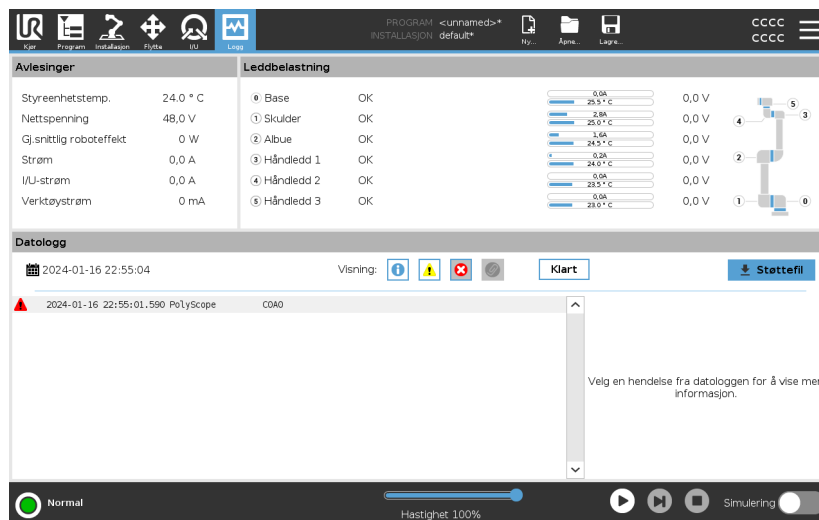 PROGRAM <unnamed>*
INSTALLASJON default*
CCCC
CCCC
Kjør Program Installasjon Flytte I/U Logg
Ny... Åpne... Lagre...
Avlesinger
Leddbelastning
Styreenhetstemp. 24.0 ° C
Nettspenning 48,0 V
Gj.snittlig roboteffekt 0 W
Strøm 0,0 A
I/U-strøm 0,0 A
Verktøystrøm 0 mA
0 Base OK 0,0A 25.5 ° C 0,0 V
1 Skulder OK 2,8A 25.0 ° C 0,0 V
2 Albue OK 1,6A 24.5 ° C 0,0 V
3 Håndledd 1 OK 0,2A 24.0 ° C 0,0 V
4 Håndledd 2 OK 0,0A 23.5 ° C 0,0 V
5 Håndledd 3 OK 0,0A 23.0 ° C 0,0 V
5
4 3
2
1 0
Datologg
2024-01-16 22:55:04
Visning:
Klart
Støttefil
2024-01-16 22:55:01.590 PolyScope C0A0
Velg en hendelse fra datologgen for å vise mer
informasjon.
Normal
Hastighet 100%
Simulering